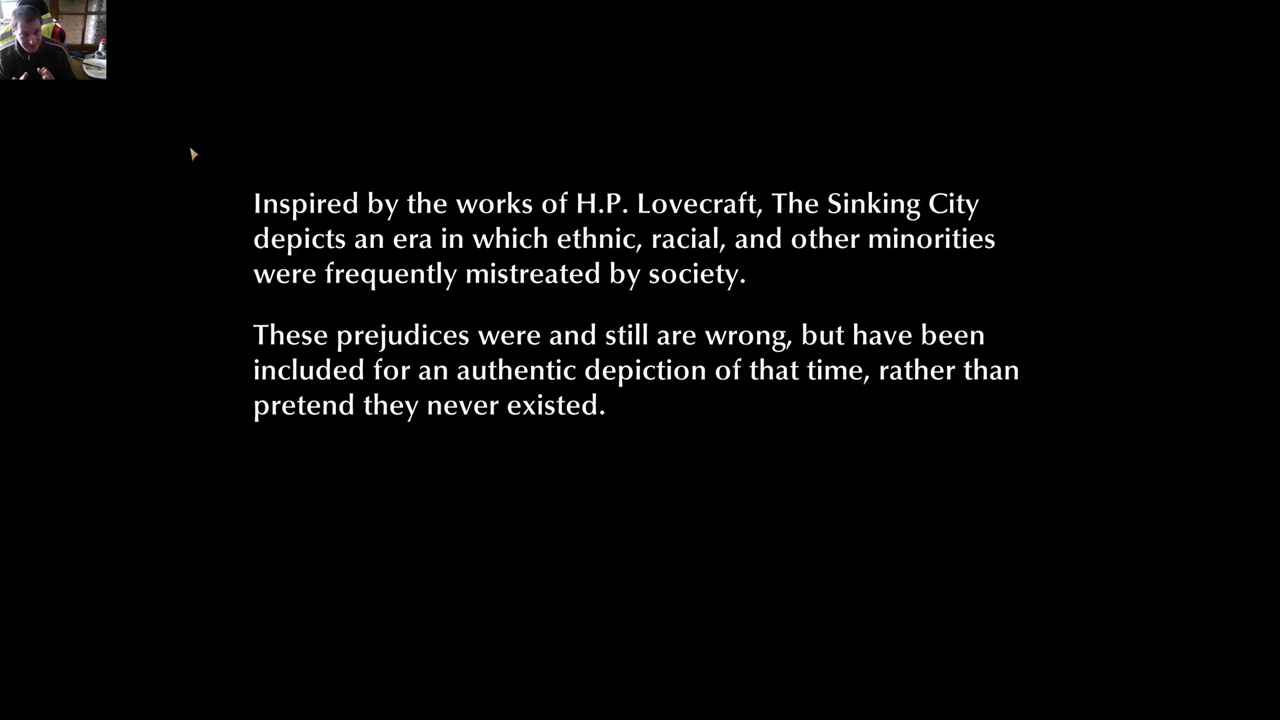 Inspired by the works of H.P. Lovecraft, The Sinking City
depicts an era in which ethnic, racial, and other minorities
were frequently mistreated by society.
These prejudices were and still are wrong, but have been
included for an authentic depiction of that time, rather than
pretend they never existed.